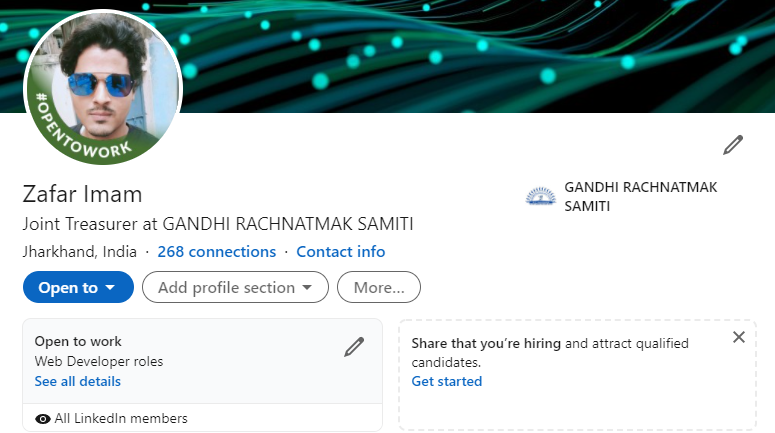 #OPENTOWORK
Zafar Imam
GANDHI RACHNATMAK
SAMITI
Joint Treasurer at GANDHI RACHNATMAK SAMITI
Jharkhand, India · 268 connections · Contact info
Open to
Add profile section
More...
Open to work
Web Developer roles
See all details
All LinkedIn members
Share that you’re hiring and attract qualified
candidates.
Get started